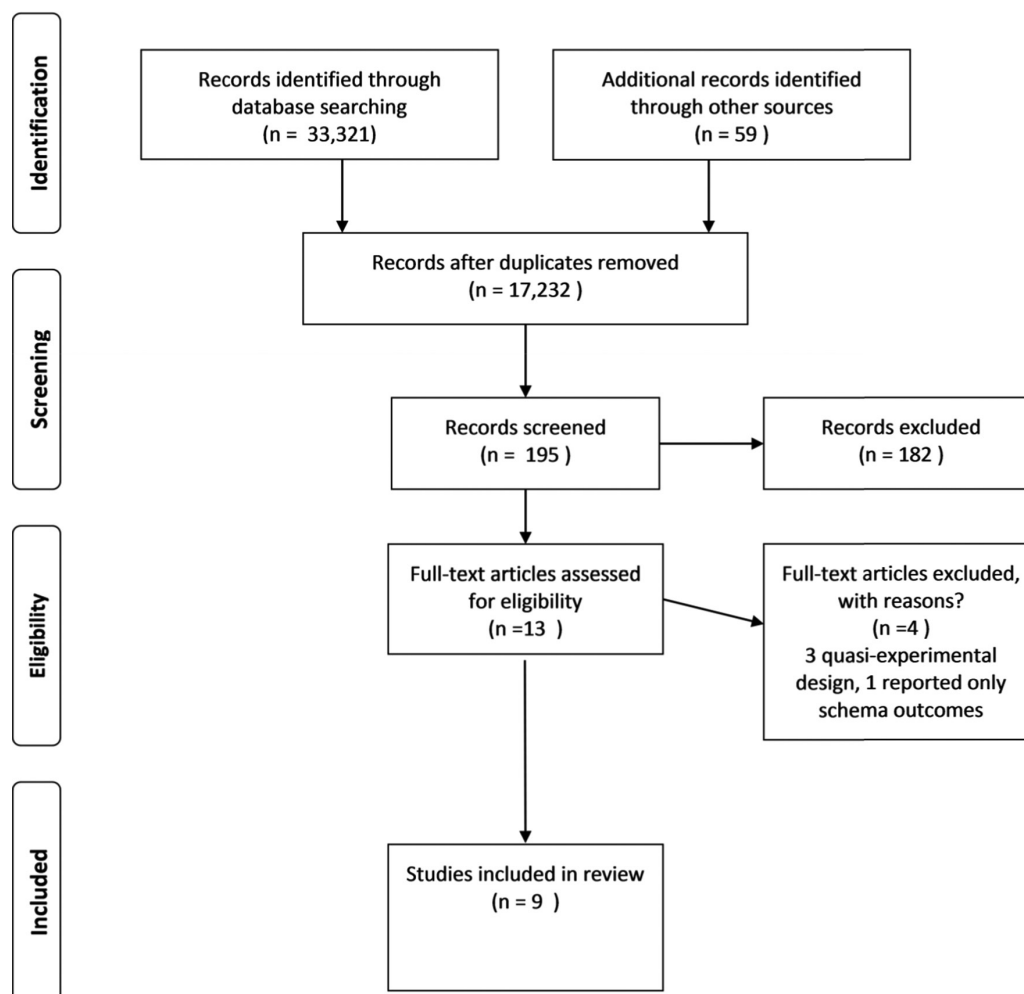 Identification
Records identified through
database searching
(n =  33,321)
Additional records identified
through other sources
(n = 59 )
Records after duplicates removed
(n = 17,232 )
Screening
Records screened
(n =  195 )
Records excluded
(n = 182 )
Eligibility
Full-text articles assessed
for eligibility
(n =13  )
Full-text articles excluded,
with reasons?
(n =4 )
3 quasi-experimental
design, 1 reported only
schema outcomes
Included
Studies included in review
(n = 9  )